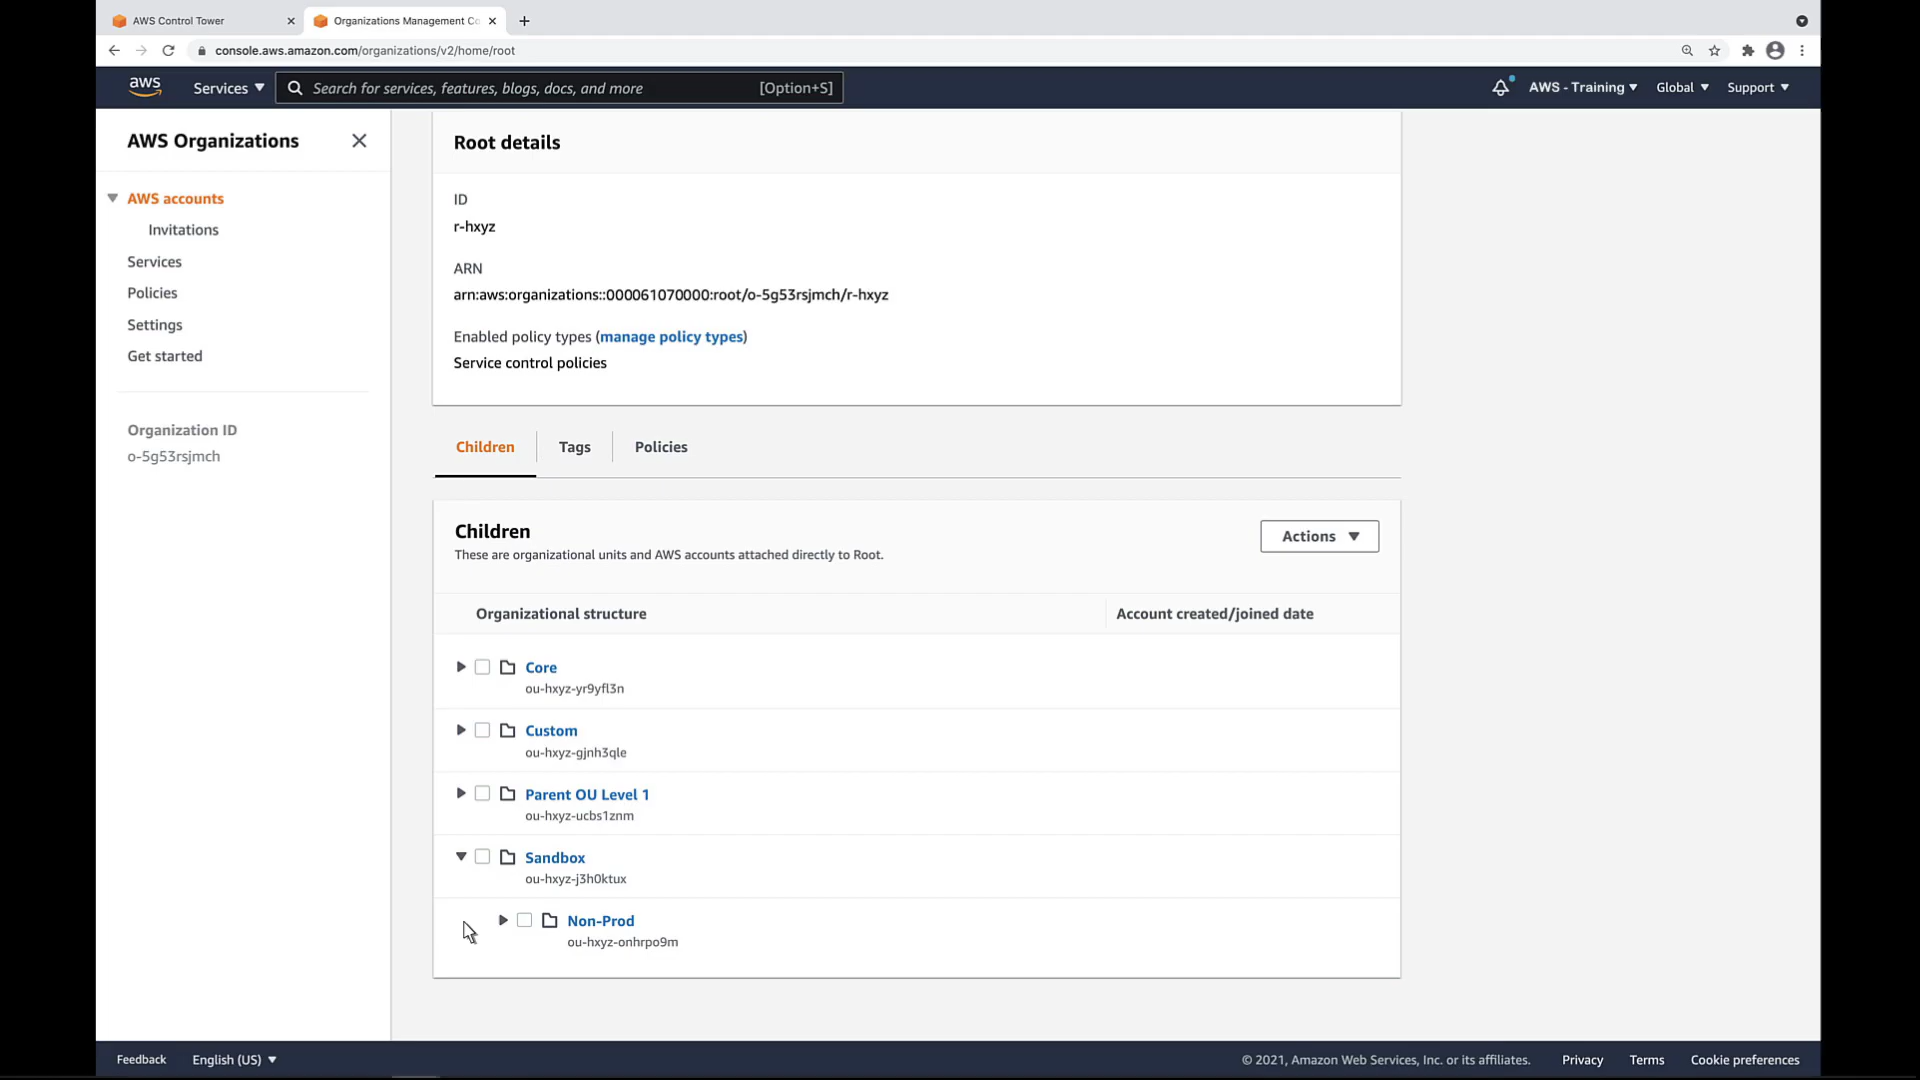 AWS Control Tower
Organizations Management Co
console.aws.amazon.com/organizations/v2/home/root
aws
Services
Search for services, features, blogs, docs, and more
[Option+S]
AWS - Training
Global
Support
AWS Organizations
AWS accounts
Invitations
Services
Policies
Settings
Get started
Organization ID
o-5g53rsjmch
Root details
ID
r-hxyz
ARN
arn:aws:organizations::000061070000:root/o-5g53rsjmch/r-hxyz
Enabled policy types (manage policy types)
Service control policies
Children
Tags
Policies
Children
These are organizational units and AWS accounts attached directly to Root.
Actions
Organizational structure
Account created/joined date
Core
ou-hxyz-yr9yfl3n
Custom
ou-hxyz-gjnh3qle
Parent OU Level 1
ou-hxyz-ucbs1znm
Sandbox
ou-hxyz-j3h0ktux
Non-Prod
ou-hxyz-onhrpo9m
Feedback
English (US)
© 2021, Amazon Web Services, Inc. or its affiliates.
Privacy
Terms
Cookie preferences